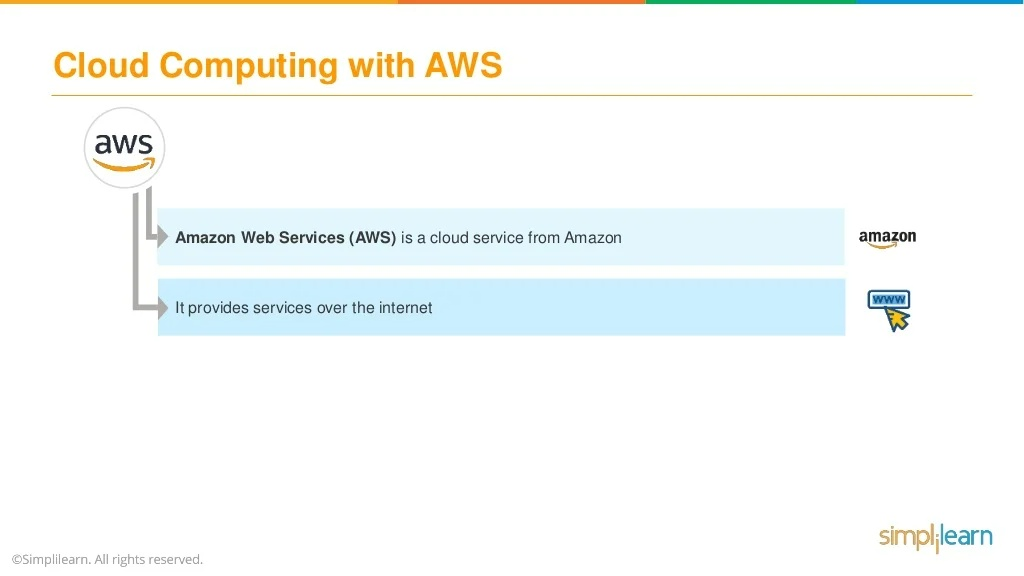 Cloud Computing with AWS
aws
Amazon Web Services (AWS) is a cloud service from Amazon
amazon
It provides services over the internet
www
simplilearn
©Simplilearn. All rights reserved.